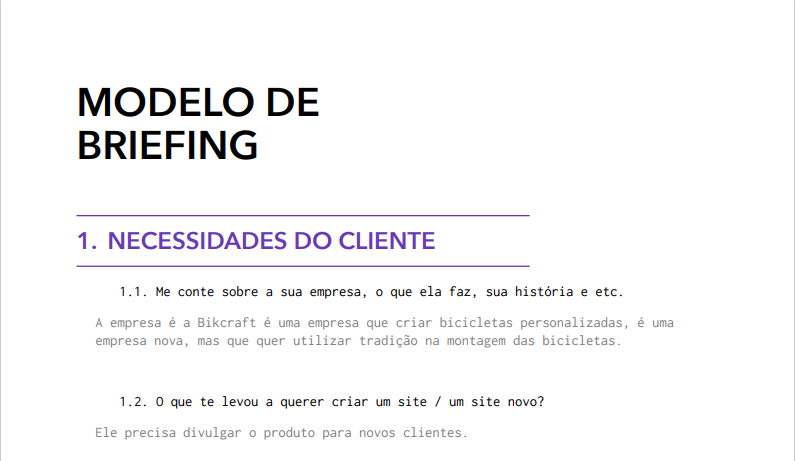 MODELO DE
BRIEFING
1. NECESSIDADES DO CLIENTE
1.1. Me conte sobre a sua empresa, o que ela faz, sua história e etc.
A empresa é a Bikcraft é uma empresa que criar bicicletas personalizadas, é uma
empresa nova, mas que quer utilizar tradição na montagem das bicicletas.
1.2. O que te levou a querer criar um site / um site novo?
Ele precisa divulgar o produto para novos clientes.